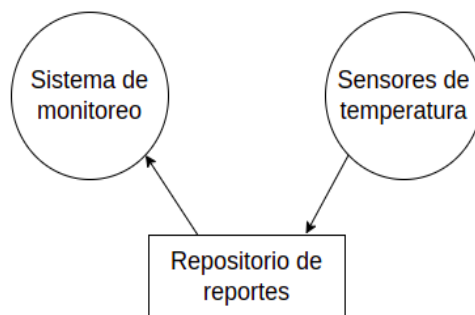 Sistema de
monitoreo
Sensores de
temperatura
Repositorio de
reportes